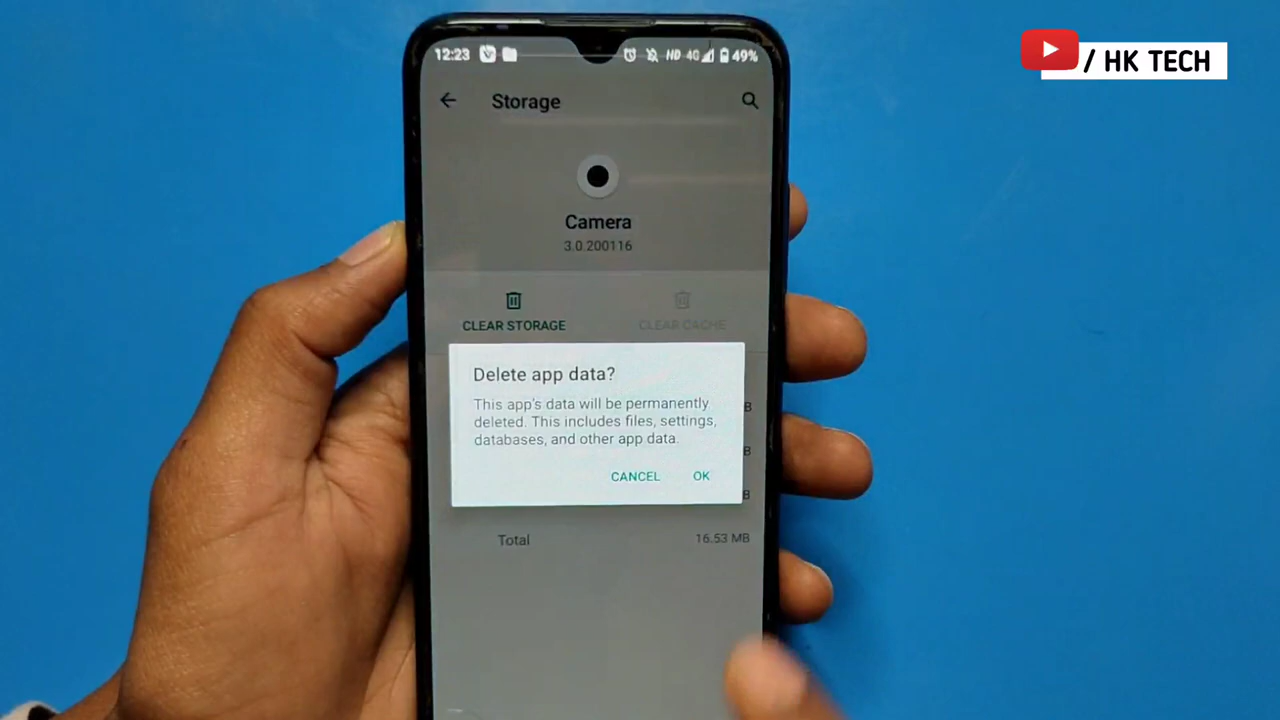 / HK TECH
12:23
HD 4G 49%
Storage
Camera
3.0.200116
CLEAR STORAGE
CLEAR CACHE
Delete app data?
This app's data will be permanently
deleted. This includes files, settings,
databases, and other app data.
CANCEL OK
Total 16.53 MB